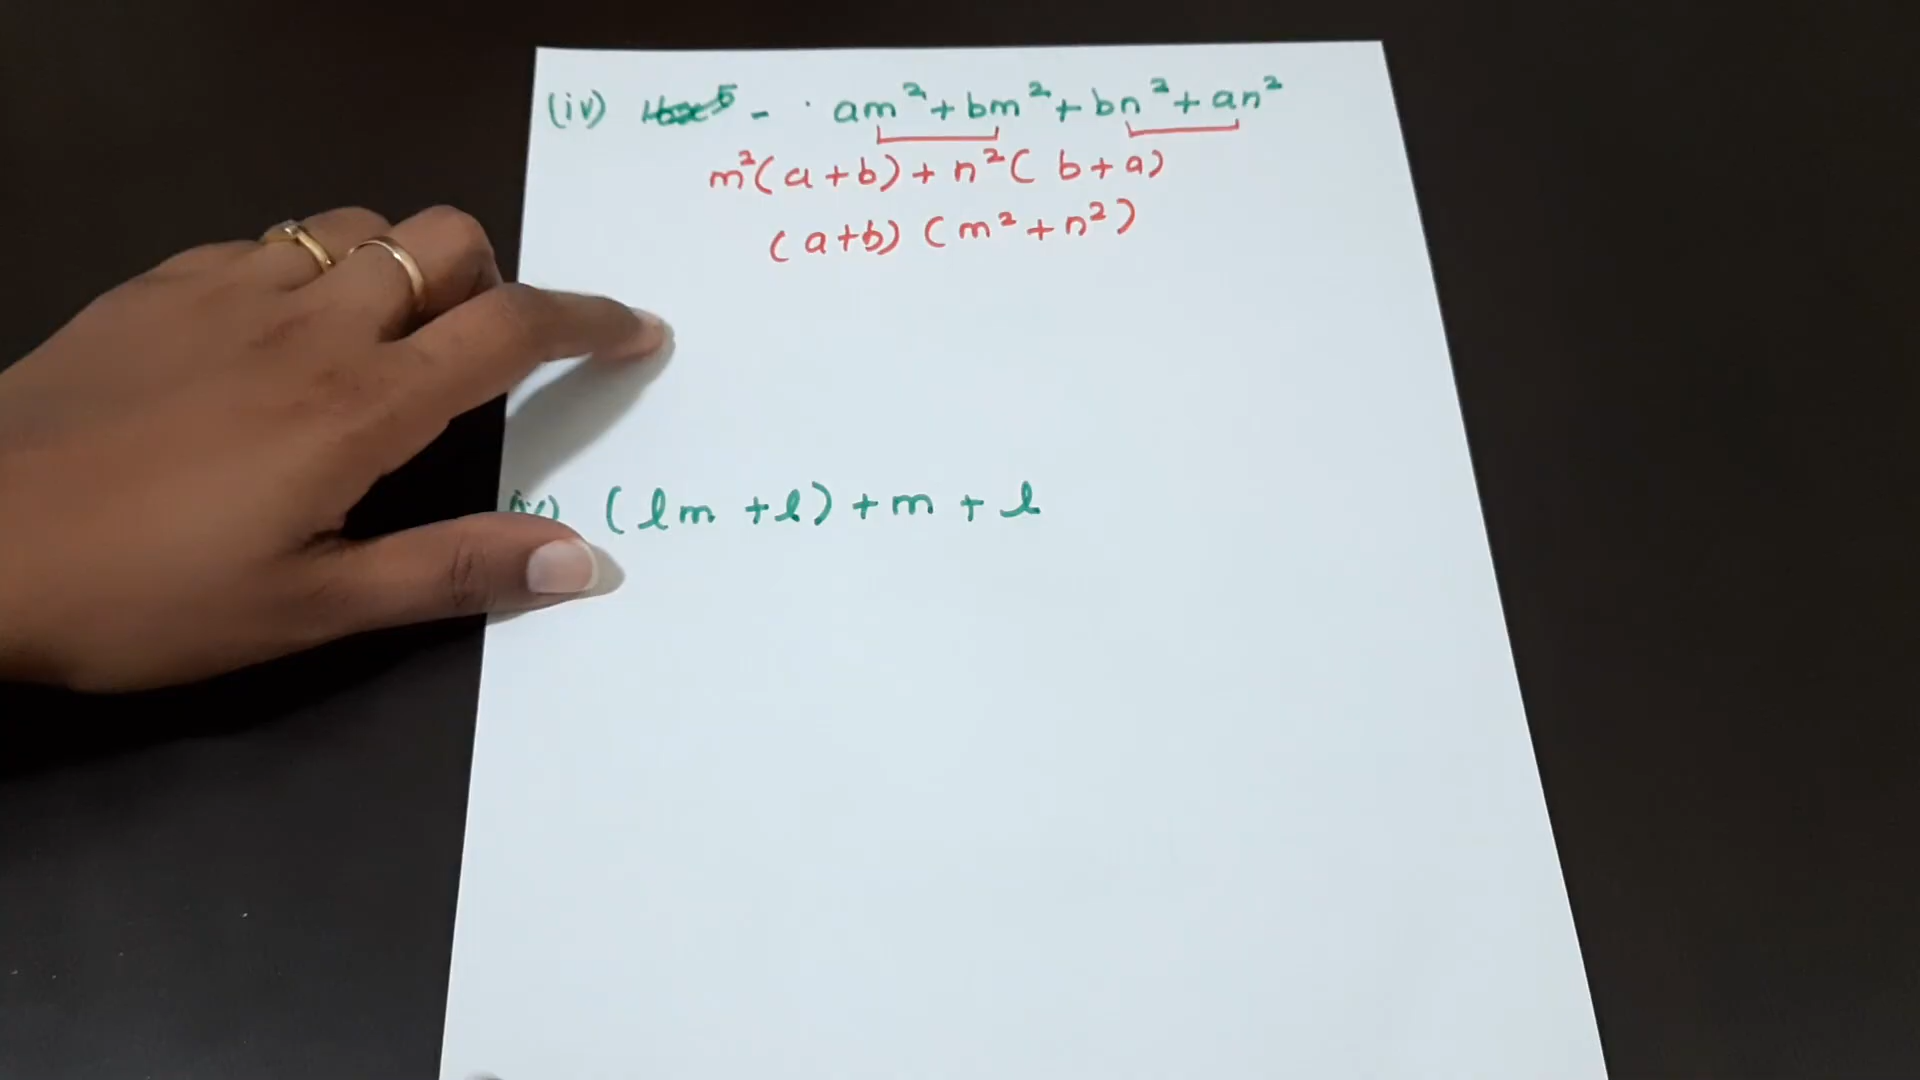 (iv) - am² + bm² + bn² + an²
m²(a+b) + n²( b+a)
(a+b) (m² + n²)
(lm + l) + m + l